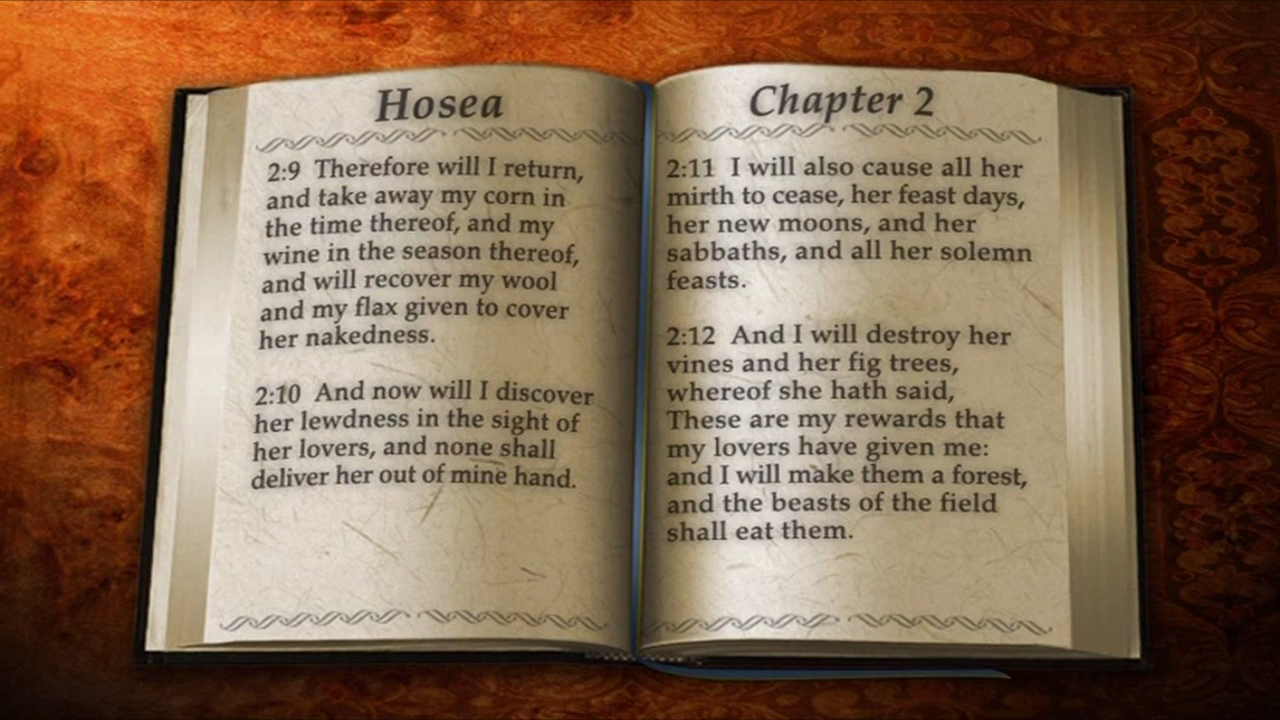 Hosea
2:9 Therefore will I return,
and take away my corn in
the time thereof, and my
wine in the season thereof,
and will recover my wool
and my flax given to cover
her nakedness.
2:10 And now will I discover
her lewdness in the sight of
her lovers, and none shall
deliver her out of mine hand.
Chapter 2
2:11 I will also cause all her
mirth to cease, her feast days,
her new moons, and her
sabbaths, and all her solemn
feasts.
2:12 And I will destroy her
vines and her fig trees,
whereof she hath said,
These are my rewards that
my lovers have given me:
and I will make them a forest,
and the beasts of the field
shall eat them.